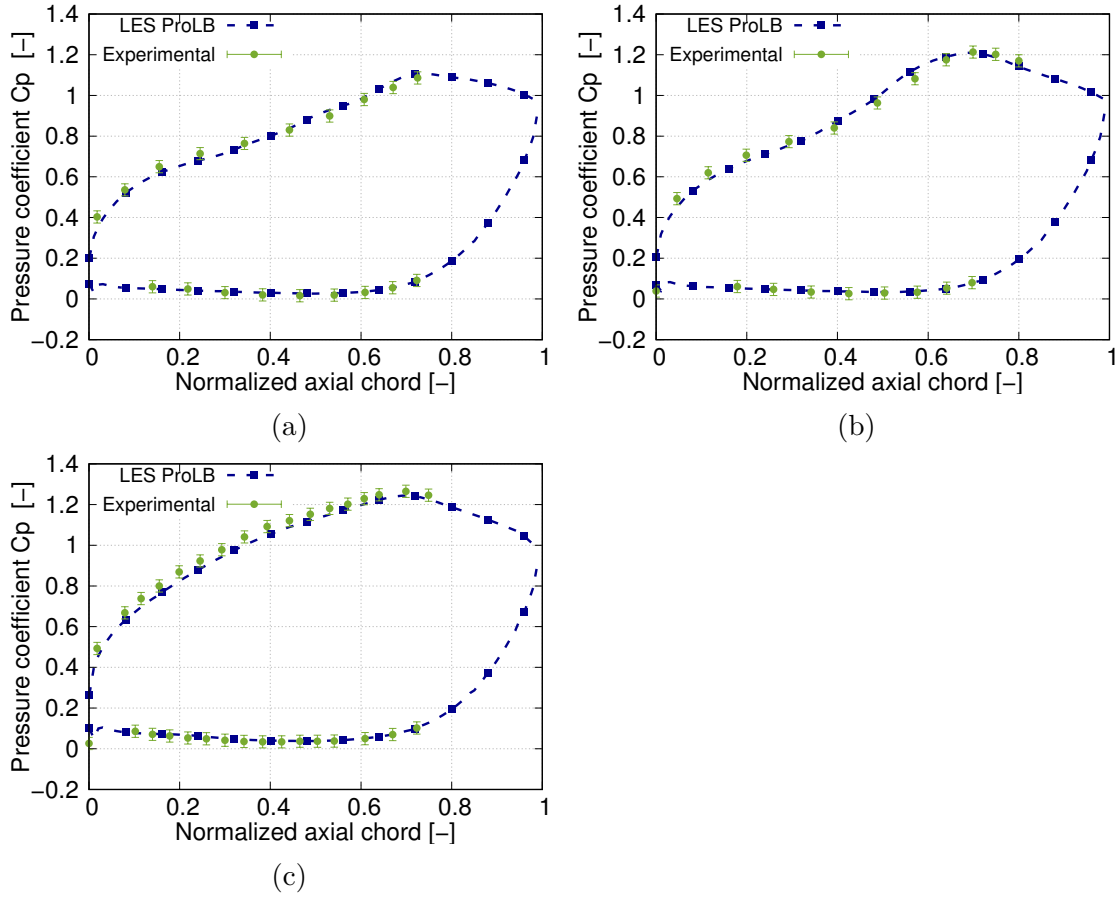 1.4
1.2
1
0.8
0.6
0.4
0.2
0
−0.2
Pressure coefficient Cp [−]
LES ProLB
Experimental
0 0.2 0.4 0.6 0.8 1
Normalized axial chord [−]
(a)
1.4
1.2
1
0.8
0.6
0.4
0.2
0
−0.2
Pressure coefficient Cp [−]
LES ProLB
Experimental
0 0.2 0.4 0.6 0.8 1
Normalized axial chord [−]
(b)
1.4
1.2
1
0.8
0.6
0.4
0.2
0
−0.2
Pressure coefficient Cp [−]
LES ProLB
Experimental
0 0.2 0.4 0.6 0.8 1
Normalized axial chord [−]
(c)